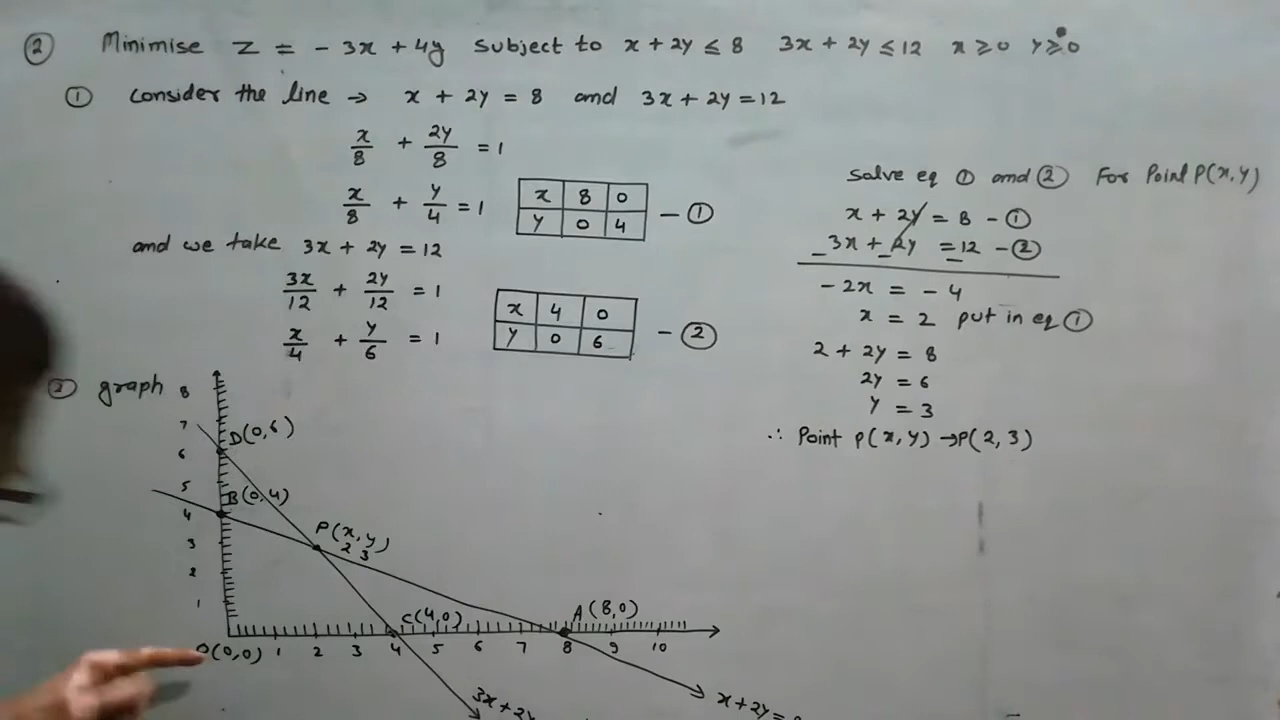 ② Minimise Z = - 3x + 4y subject to x + 2y ≤ 8 3x + 2y ≤ 12 x ≥ 0 y ≥ 0
① consider the line → x + 2y = 8 and 3x + 2y = 12
x/8 + 2y/8 = 1
x/8 + y/4 = 1
x 8 0
y 0 4
- ①
and we take 3x + 2y = 12
3x/12 + 2y/12 = 1
x/4 + y/6 = 1
x 4 0
y 0 6
- ②
Solve eq ① and ② For Point P(x, y)
x + 2y = 8 - ①
3x + 2y = 12 - ②
_ _ _
- 2x = - 4
x = 2 put in eq ①
2 + 2y = 8
2y = 6
y = 3
∴ Point P(x, y) → P(2, 3)
② graph
8
7
D(0,6)
6
5
B(0,4)
4
P(x, y)
2 3
3
2
1
C(4,0)
A(8,0)
O(0,0) 1 2 3 4 5 6 7 8 9 10
3x + 2y
x + 2y =